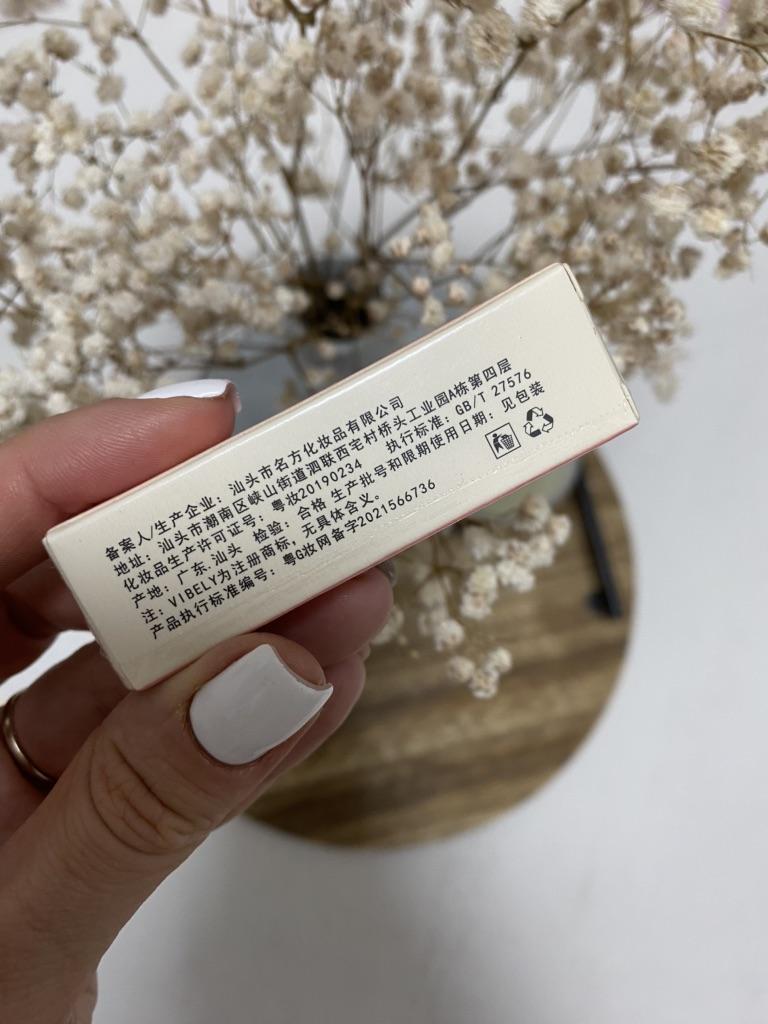 备案人/生产企业：汕头市名方化妆品有限公司
地址：汕头市潮南区峡山街道泗联西宅村桥头工业园A栋第四层
化妆品生产许可证号：粤妆20190234 执行标准：GB/T 27576
产地：广东·汕头 检验：合格 生产批号和限期使用日期：见包装
注：VIBELY为注册商标，无具体含义。
产品执行标准编号：粤G妆网备字2021566736